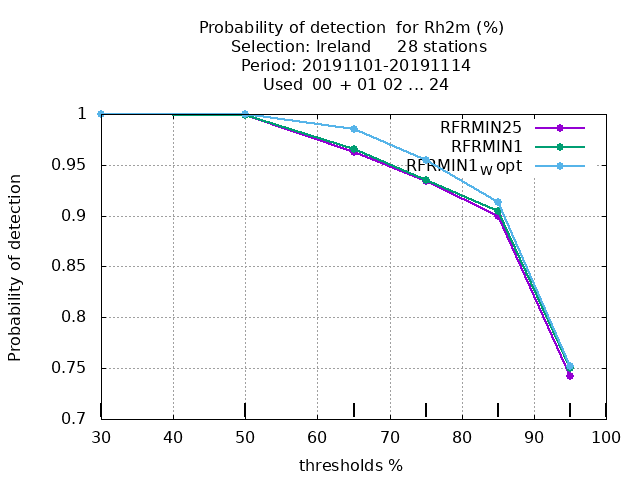 Probability of detection for Rh2m (%)
Selection: Ireland 28 stations
Period: 20191101-20191114
Used 00 + 01 02 ... 24
1
0.95
0.9
0.85
0.8
0.75
0.7
Probability of detection
RFRMIN25
RFRMIN1
RFRMIN1W opt
30 40 50 60 70 80 90 100
thresholds %